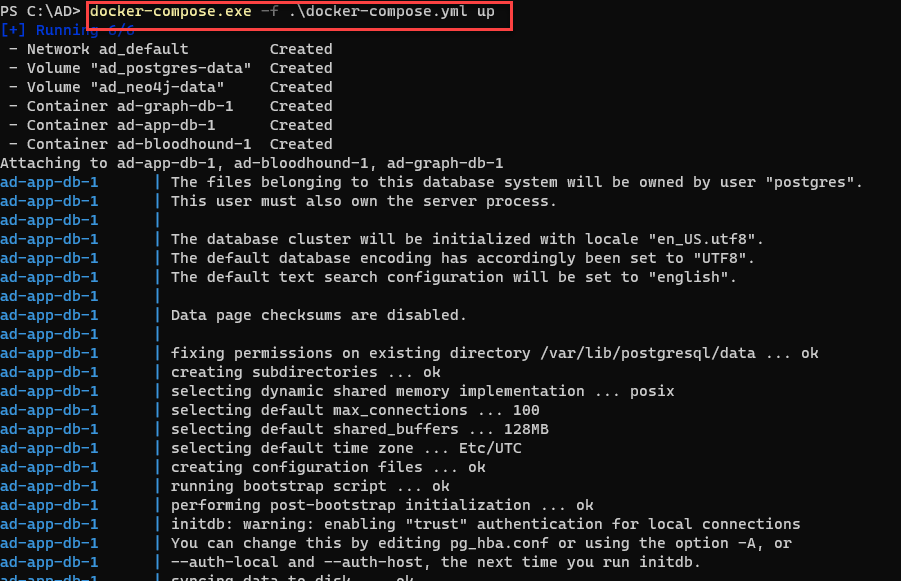 PS C:\AD> docker-compose.exe -f .\docker-compose.yml up
[+] Running 6/6
 - Network ad_default         Created
 - Volume "ad_postgres-data"  Created
 - Volume "ad_neo4j-data"     Created
 - Container ad-graph-db-1    Created
 - Container ad-app-db-1      Created
 - Container ad-bloodhound-1  Created
Attaching to ad-app-db-1, ad-bloodhound-1, ad-graph-db-1
ad-app-db-1      | The files belonging to this database system will be owned by user "postgres".
ad-app-db-1      | This user must also own the server process.
ad-app-db-1      |
ad-app-db-1      | The database cluster will be initialized with locale "en_US.utf8".
ad-app-db-1      | The default database encoding has accordingly been set to "UTF8".
ad-app-db-1      | The default text search configuration will be set to "english".
ad-app-db-1      |
ad-app-db-1      | Data page checksums are disabled.
ad-app-db-1      |
ad-app-db-1      | fixing permissions on existing directory /var/lib/postgresql/data ... ok
ad-app-db-1      | creating subdirectories ... ok
ad-app-db-1      | selecting dynamic shared memory implementation ... posix
ad-app-db-1      | selecting default max_connections ... 100
ad-app-db-1      | selecting default shared_buffers ... 128MB
ad-app-db-1      | selecting default time zone ... Etc/UTC
ad-app-db-1      | creating configuration files ... ok
ad-app-db-1      | running bootstrap script ... ok
ad-app-db-1      | performing post-bootstrap initialization ... ok
ad-app-db-1      | initdb: warning: enabling "trust" authentication for local connections
ad-app-db-1      | You can change this by editing pg_hba.conf or using the option -A, or
ad-app-db-1      | --auth-local and --auth-host, the next time you run initdb.
ad-app-db-1      | syncing data to disk ... ok